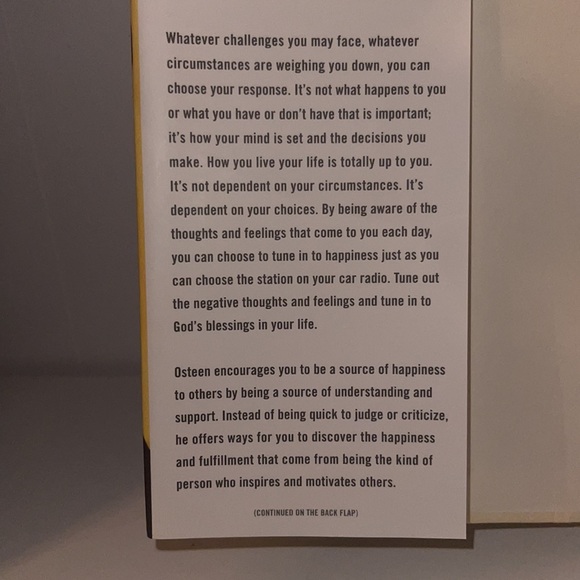 Whatever challenges you may face, whatever
circumstances are weighing you down, you can
choose your response. It's not what happens to you
or what you have or don't have that is important;
it's how your mind is set and the decisions you
make. How you live your life is totally up to you.
It's not dependent on your circumstances. It's
dependent on your choices. By being aware of the
thoughts and feelings that come to you each day,
you can choose to tune in to happiness just as you
can choose the station on your car radio. Tune out
the negative thoughts and feelings and tune in to
God's blessings in your life.
Osteen encourages you to be a source of happiness
to others by being a source of understanding and
support. Instead of being quick to judge or criticize,
he offers ways for you to discover the happiness
and fulfillment that come from being the kind of
person who inspires and motivates others.
(CONTINUED ON THE BACK FLAP)